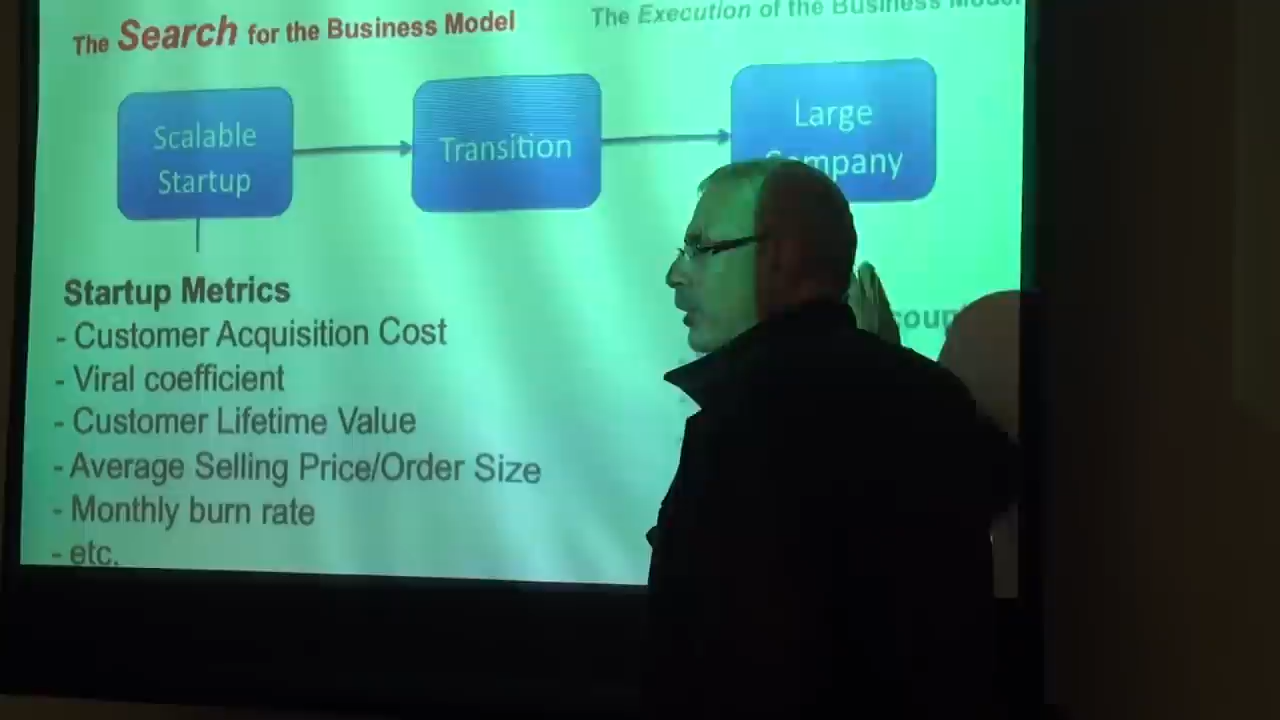 The Search for the Business Model
The Execution of the Business Model
Scalable
Startup
Transition
Large
Company
Startup Metrics
- Customer Acquisition Cost
- Viral coefficient
- Customer Lifetime Value
- Average Selling Price/Order Size
- Monthly burn rate
- etc.